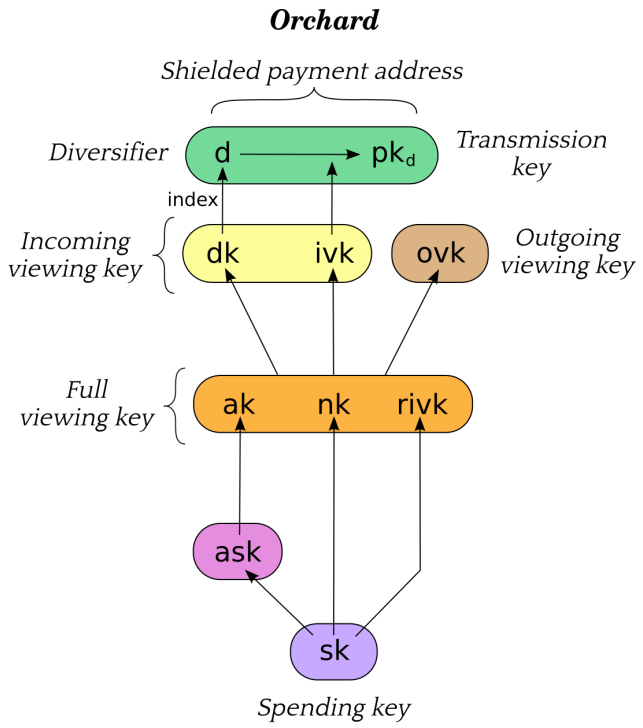 Orchard
Shielded payment address
Diversifier
d
pkd
Transmission
key
index
Incoming
viewing key
dk
ivk
ovk
Outgoing
viewing key
Full
viewing key
ak
nk
rivk
ask
sk
Spending key